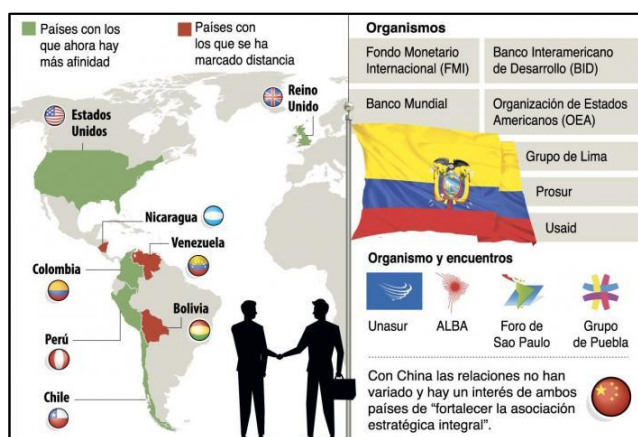 Países con los
que ahora hay
más afinidad
Países con
los que se ha
marcado distancia
Estados
Unidos
Reino
Unido
Nicaragua
Venezuela
Colombia
Bolivia
Perú
Chile
Organismos
Fondo Monetario
Internacional (FMI)
Banco Interamericano
de Desarrollo (BID)
Banco Mundial
Organización de Estados
Americanos (OEA)
Grupo de Lima
Prosur
Usaid
Organismo y encuentros
Unasur
ALBA
Foro de
Sao Paulo
Grupo
de Puebla
Con China las relaciones no han
variado y hay un interés de ambos
países de “fortalecer la asociación
estratégica integral”.